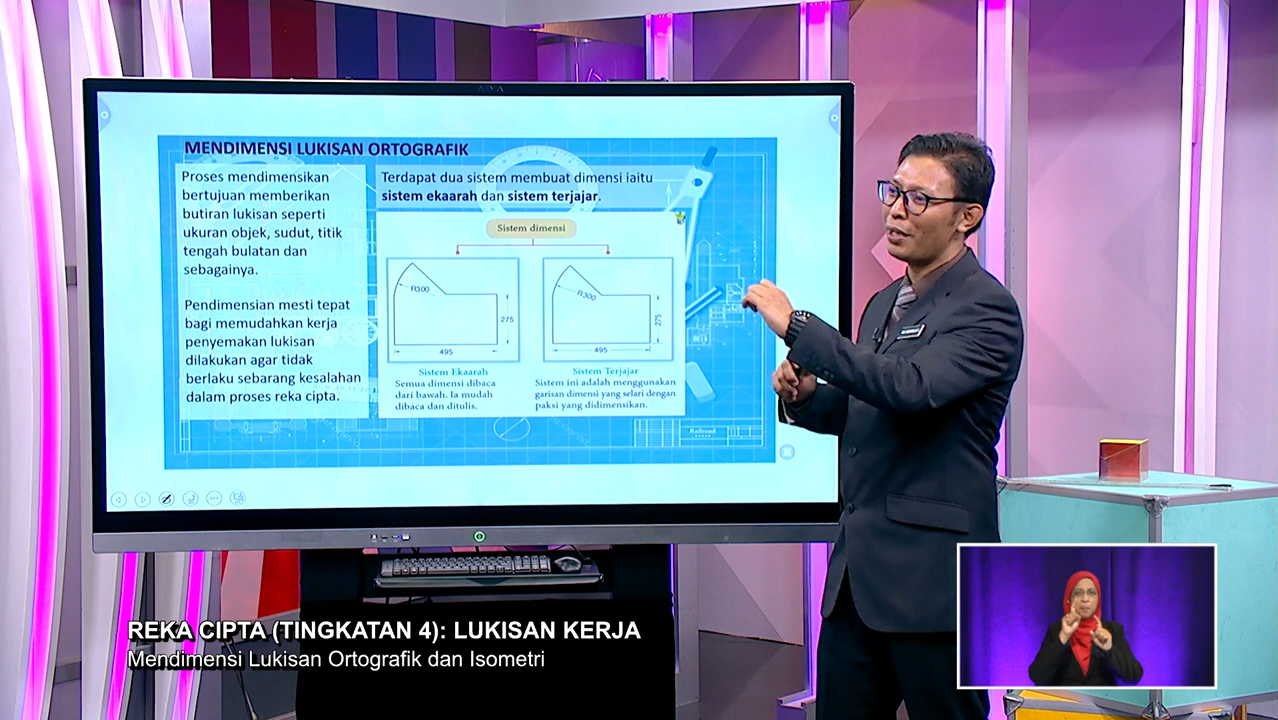 MENDIMENSI LUKISAN ORTOGRAFIK
Proses mendimensikan
bertujuan memberikan
butiran lukisan seperti
ukuran objek, sudut, titik
tengah bulatan dan
sebagainya.
Pendimensian mesti tepat
bagi memudahkan kerja
penyemakan lukisan
dilakukan agar tidak
berlaku sebarang kesalahan
dalam proses reka cipta.
Terdapat dua sistem membuat dimensi iaitu
sistem ekaarah dan sistem terjajar.
Sistem dimensi
R300
275
495
Sistem Ekaarah
Semua dimensi dibaca
dari bawah. Ia mudah
dibaca dan ditulis.
R300
275
495
Sistem Terjajar
Sistem ini adalah menggunakan
garisan dimensi yang selari dengan
paksi yang didimensikan.
Railroad
REKA CIPTA (TINGKATAN 4): LUKISAN KERJA
Mendimensi Lukisan Ortografik dan Isometri